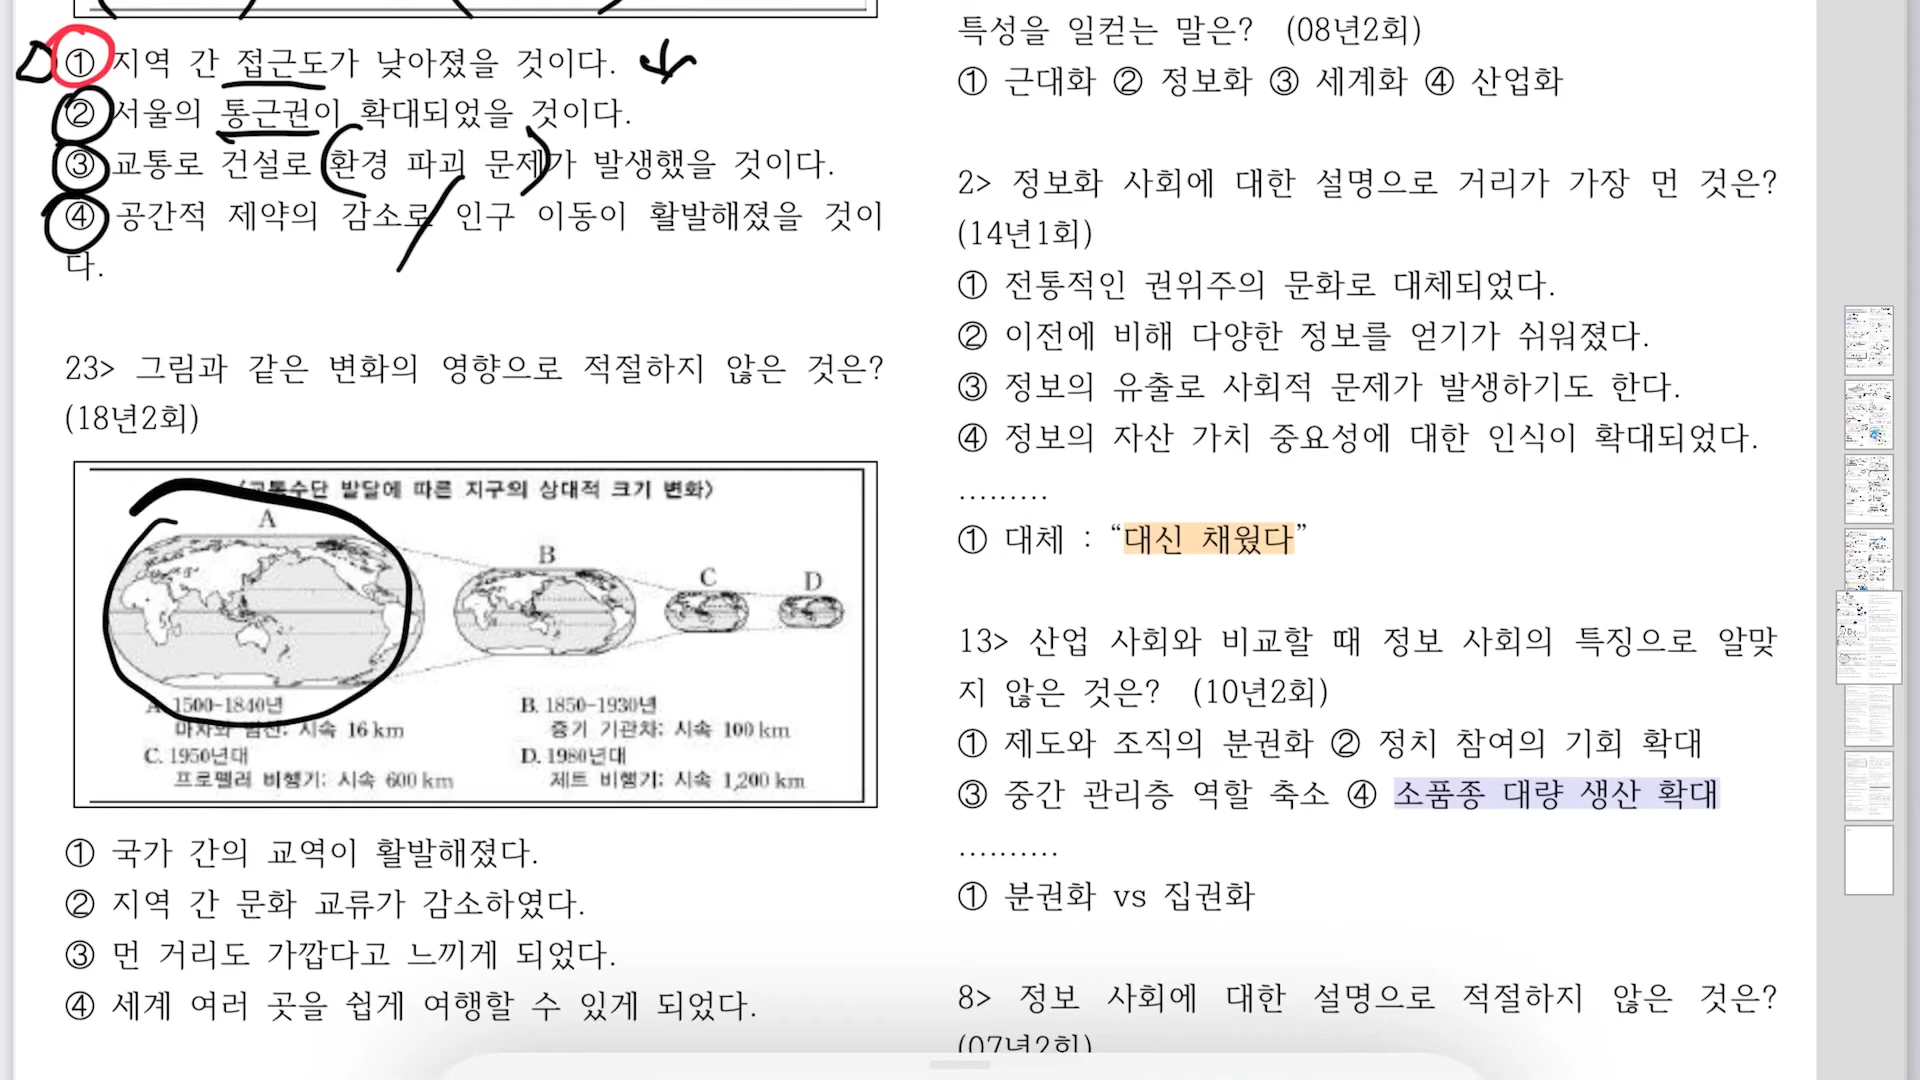 ① 지역 간 접근도가 낮아졌을 것이다.
② 서울의 통근권이 확대되었을 것이다.
③ 교통로 건설로 환경 파괴 문제가 발생했을 것이다.
④ 공간적 제약의 감소로 인구 이동이 활발해졌을 것이
다.
23> 그림과 같은 변화의 영향으로 적절하지 않은 것은?
(18년2회)
<교통수단 발달에 따른 지구의 상대적 크기 변화>
A
B
C
D
A. 1500-1840년
마차와 범선: 시속 16 km
B. 1850-1930년
증기 기관차: 시속 100 km
C. 1950년대
프로펠러 비행기: 시속 600 km
D. 1980년대
제트 비행기: 시속 1,200 km
① 국가 간의 교역이 활발해졌다.
② 지역 간 문화 교류가 감소하였다.
③ 먼 거리도 가깝다고 느끼게 되었다.
④ 세계 여러 곳을 쉽게 여행할 수 있게 되었다.
특성을 일컫는 말은? (08년2회)
① 근대화 ② 정보화 ③ 세계화 ④ 산업화
2> 정보화 사회에 대한 설명으로 거리가 가장 먼 것은?
(14년1회)
① 전통적인 권위주의 문화로 대체되었다.
② 이전에 비해 다양한 정보를 얻기가 쉬워졌다.
③ 정보의 유출로 사회적 문제가 발생하기도 한다.
④ 정보의 자산 가치 중요성에 대한 인식이 확대되었다.
.........
① 대체 : “대신 채웠다”
13> 산업 사회와 비교할 때 정보 사회의 특징으로 알맞
지 않은 것은? (10년2회)
① 제도와 조직의 분권화 ② 정치 참여의 기회 확대
③ 중간 관리층 역할 축소 ④ 소품종 대량 생산 확대
..........
① 분권화 vs 집권화
8> 정보 사회에 대한 설명으로 적절하지 않은 것은?
(07년2회)